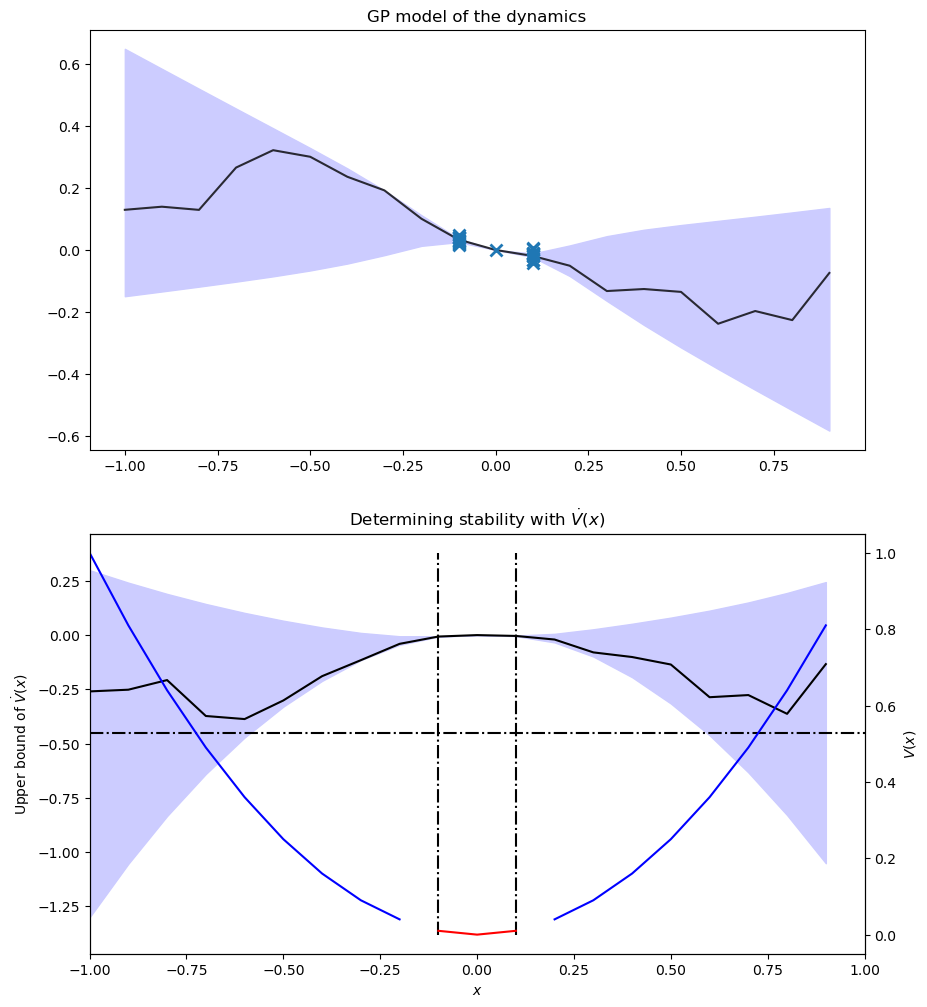 GP model of the dynamics
0.6
0.4
0.2
0.0
−0.2
−0.4
−0.6
−1.00 −0.75 −0.50 −0.25 0.00 0.25 0.50 0.75
Determining stability with V̇(x)
Upper bound of V̇(x)
0.25
0.00
−0.25
−0.50
−0.75
−1.00
−1.25
1.0
0.8
0.6
0.4
0.2
0.0
V(x)
−1.00 −0.75 −0.50 −0.25 0.00 0.25 0.50 0.75 1.00
x